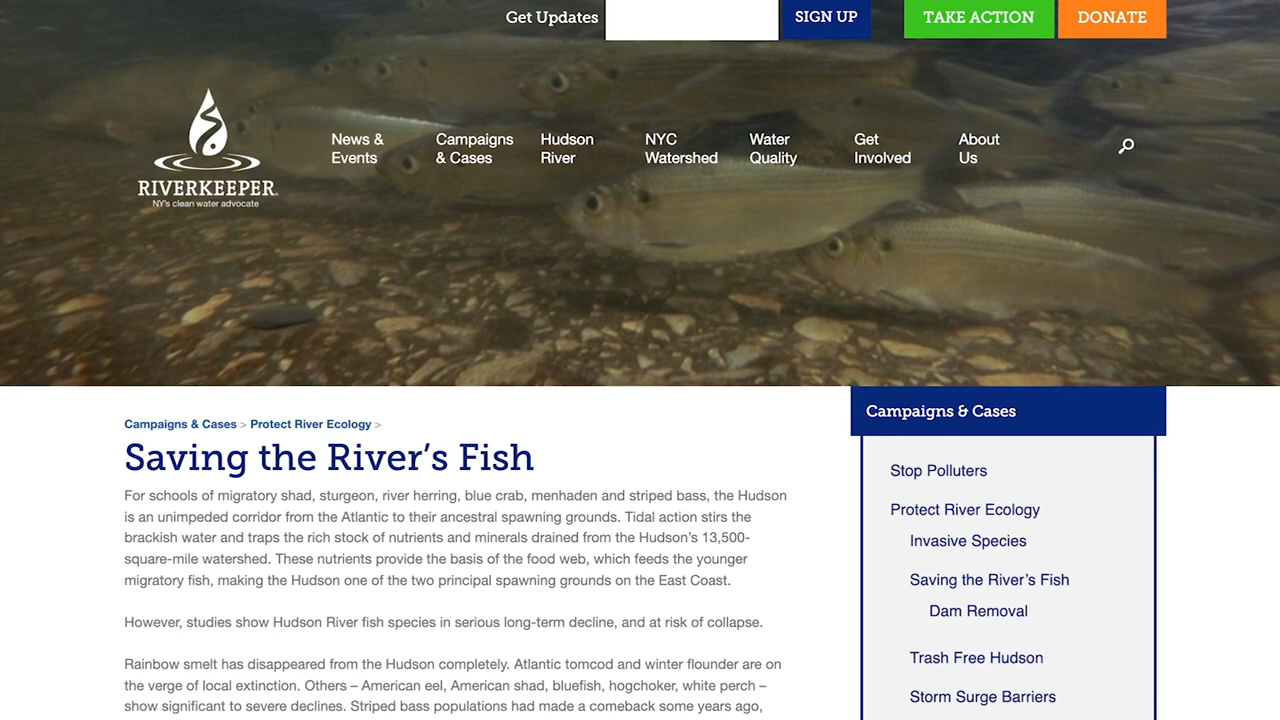 Get Updates
SIGN UP
TAKE ACTION
DONATE
RIVERKEEPER
NY's clean water advocate
News &
Events
Campaigns
& Cases
Hudson
River
NYC
Watershed
Water
Quality
Get
Involved
About
Us
Campaigns & Cases > Protect River Ecology >
Saving the River’s Fish
For schools of migratory shad, sturgeon, river herring, blue crab, menhaden and striped bass, the Hudson
is an unimpeded corridor from the Atlantic to their ancestral spawning grounds. Tidal action stirs the
brackish water and traps the rich stock of nutrients and minerals drained from the Hudson’s 13,500-
square-mile watershed. These nutrients provide the basis of the food web, which feeds the younger
migratory fish, making the Hudson one of the two principal spawning grounds on the East Coast.
However, studies show Hudson River fish species in serious long-term decline, and at risk of collapse.
Rainbow smelt has disappeared from the Hudson completely. Atlantic tomcod and winter flounder are on
the verge of local extinction. Others – American eel, American shad, bluefish, hogchoker, white perch –
show significant to severe declines. Striped bass populations had made a comeback some years ago,
Campaigns & Cases
Stop Polluters
Protect River Ecology
Invasive Species
Saving the River’s Fish
Dam Removal
Trash Free Hudson
Storm Surge Barriers